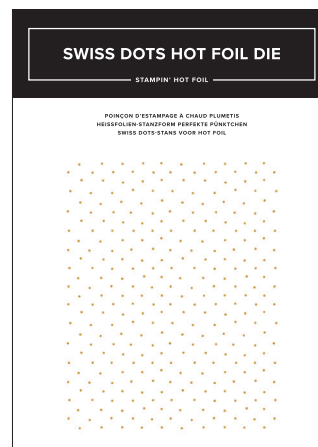 SWISS DOTS HOT FOIL DIE
STAMPIN' HOT FOIL
POINÇON D'ESTAMPAGE À CHAUD PLUMETIS
HEISSFOLIEN-STANZFORM PERFEKTE PÜNKTCHEN
SWISS DOTS-STANS VOOR HOT FOIL